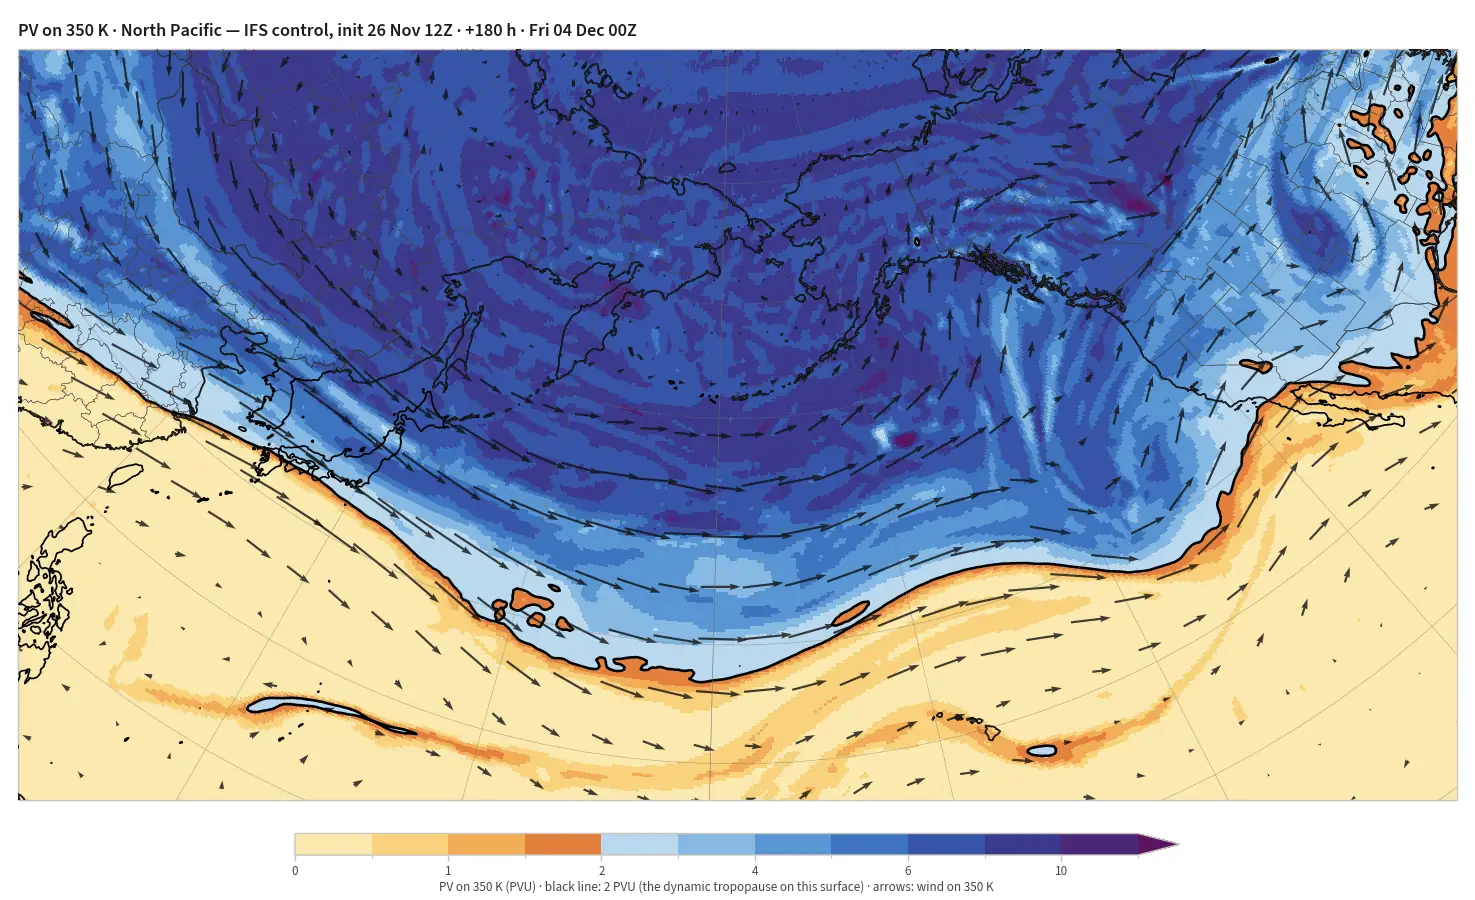 PV on 350 K · North Pacific — IFS control, init 26 Nov 12Z · +180 h · Fri 04 Dec 00Z
0 1 2 4 6 10
PV on 350 K (PVU) · black line: 2 PVU (the dynamic tropopause on this surface) · arrows: wind on 350 K